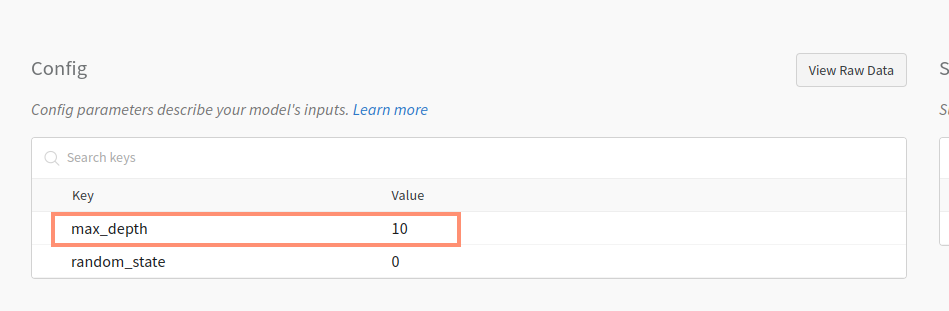 Config
View Raw Data
S
Config parameters describe your model's inputs. Learn more
Search keys
Key Value
max_depth 10
random_state 0